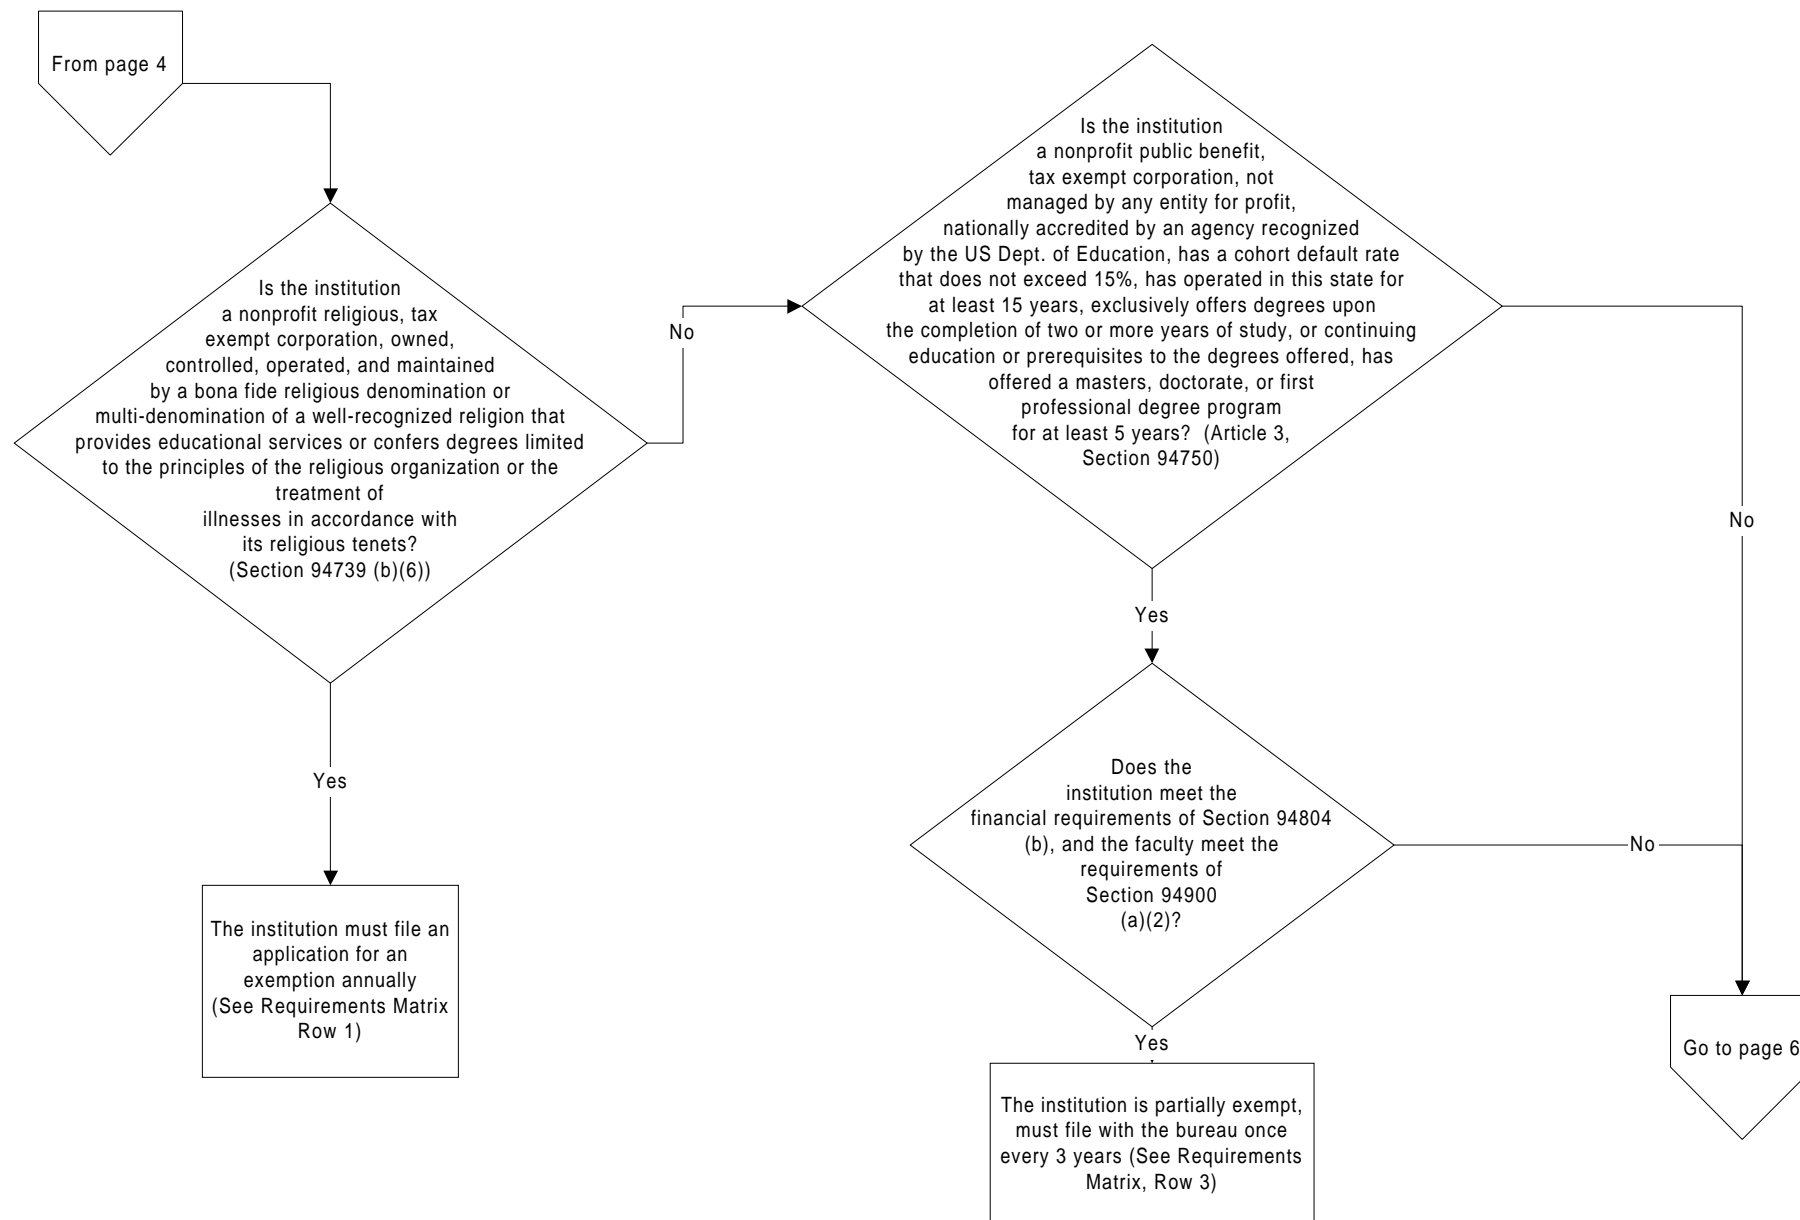 From page 4
Is the institution
a nonprofit religious, tax
exempt corporation, owned,
controlled, operated, and maintained
by a bona fide religious denomination or
multi-denomination of a well-recognized religion that
provides educational services or confers degrees limited
to the principles of the religious organization or the
treatment of
illnesses in accordance with
its religious tenets?
(Section 94739 (b)(6))
No
Yes
The institution must file an
application for an
exemption annually
(See Requirements Matrix
Row 1)
Is the institution
a nonprofit public benefit,
tax exempt corporation, not
managed by any entity for profit,
nationally accredited by an agency recognized
by the US Dept. of Education, has a cohort default rate
that does not exceed 15%, has operated in this state for
at least 15 years, exclusively offers degrees upon
the completion of two or more years of study, or continuing
education or prerequisites to the degrees offered, has
offered a masters, doctorate, or first
professional degree program
for at least 5 years? (Article 3,
Section 94750)
No
Yes
Does the
institution meet the
financial requirements of Section 94804
(b), and the faculty meet the
requirements of
Section 94900
(a)(2)?
No
Yes
The institution is partially exempt,
must file with the bureau once
every 3 years (See Requirements
Matrix, Row 3)
Go to page 6